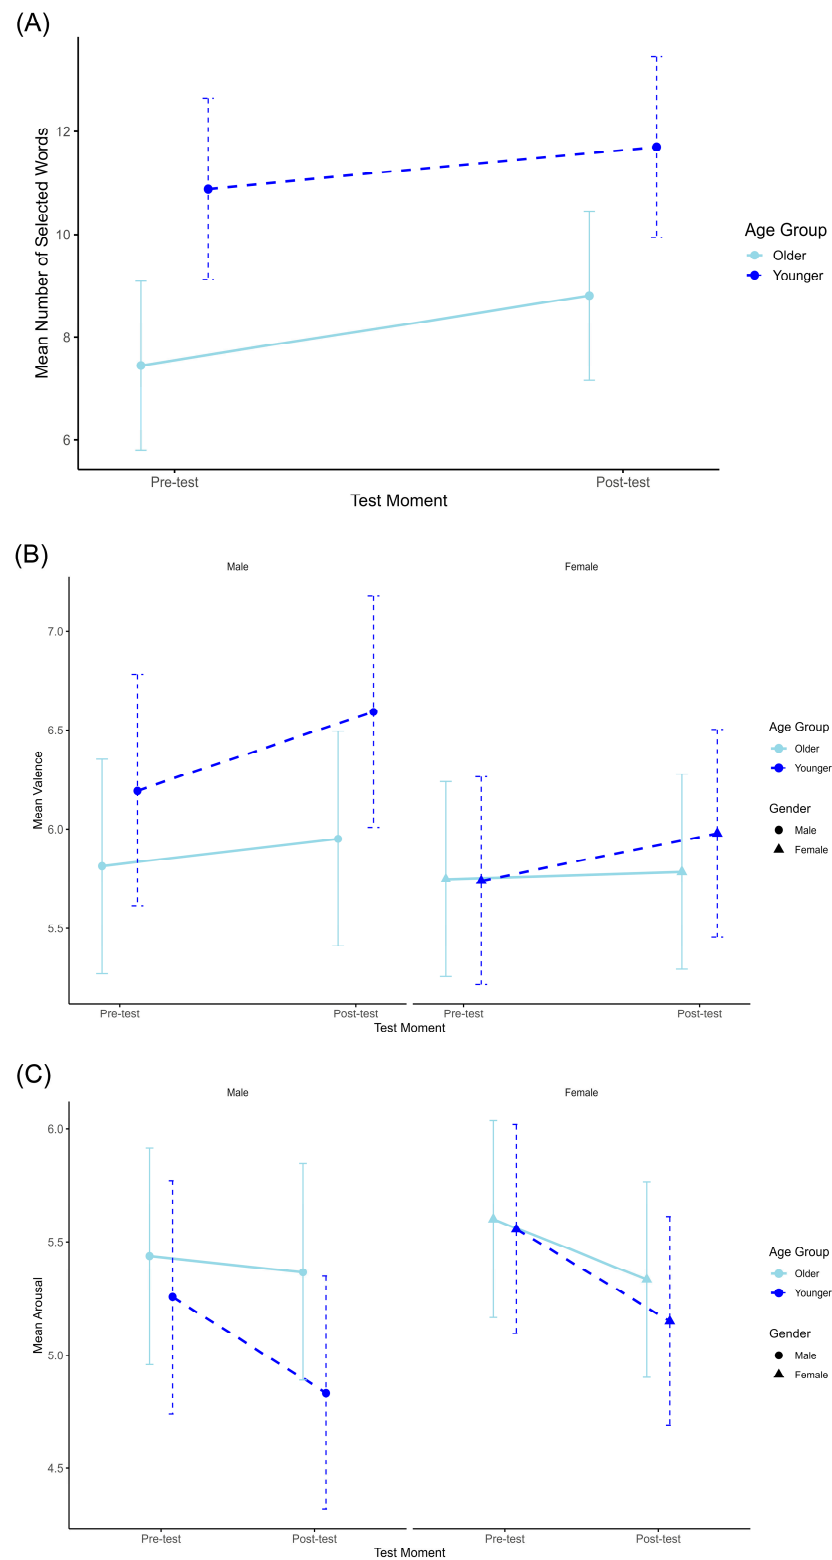 (A)
12
10
8
6
Mean Number of Selected Words
Pre-test
Post-test
Test Moment
Age Group
Older
Younger
(B)
Male
Female
7.0
6.5
6.0
5.5
Mean Valence
Pre-test
Post-test
Pre-test
Post-test
Test Moment
Age Group
Older
Younger
Gender
Male
Female
(C)
Male
Female
6.0
5.5
5.0
4.5
Mean Arousal
Pre-test
Post-test
Pre-test
Post-test
Test Moment
Age Group
Older
Younger
Gender
Male
Female